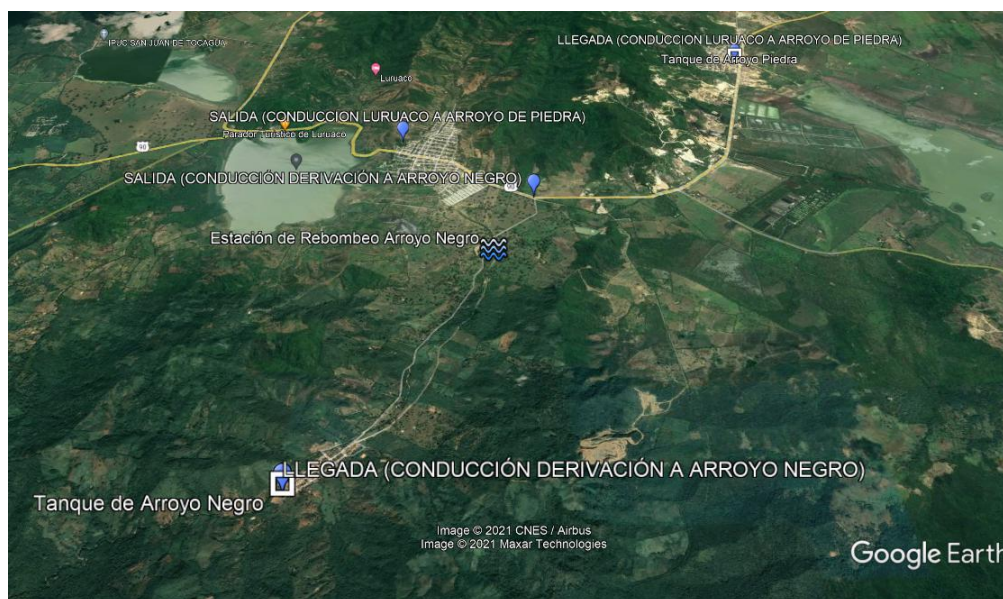 LLEGADA (CONDUCCION LURUACO A ARROYO DE PIEDRA)
IPUC SAN JUAN DE TOCAGUA
Tanque de Arroyo Piedra
Luruaco
SALIDA (CONDUCCION LURUACO A ARROYO DE PIEDRA)
Parador Turístico de Luruaco
90
SALIDA (CONDUCCIÓN DERIVACIÓN A ARROYO NEGRO)
90
Estación de Rebombeo Arroyo Negro
LLEGADA (CONDUCCIÓN DERIVACIÓN A ARROYO NEGRO)
Tanque de Arroyo Negro
Image © 2021 CNES / Airbus
Image © 2021 Maxar Technologies
Google Earth